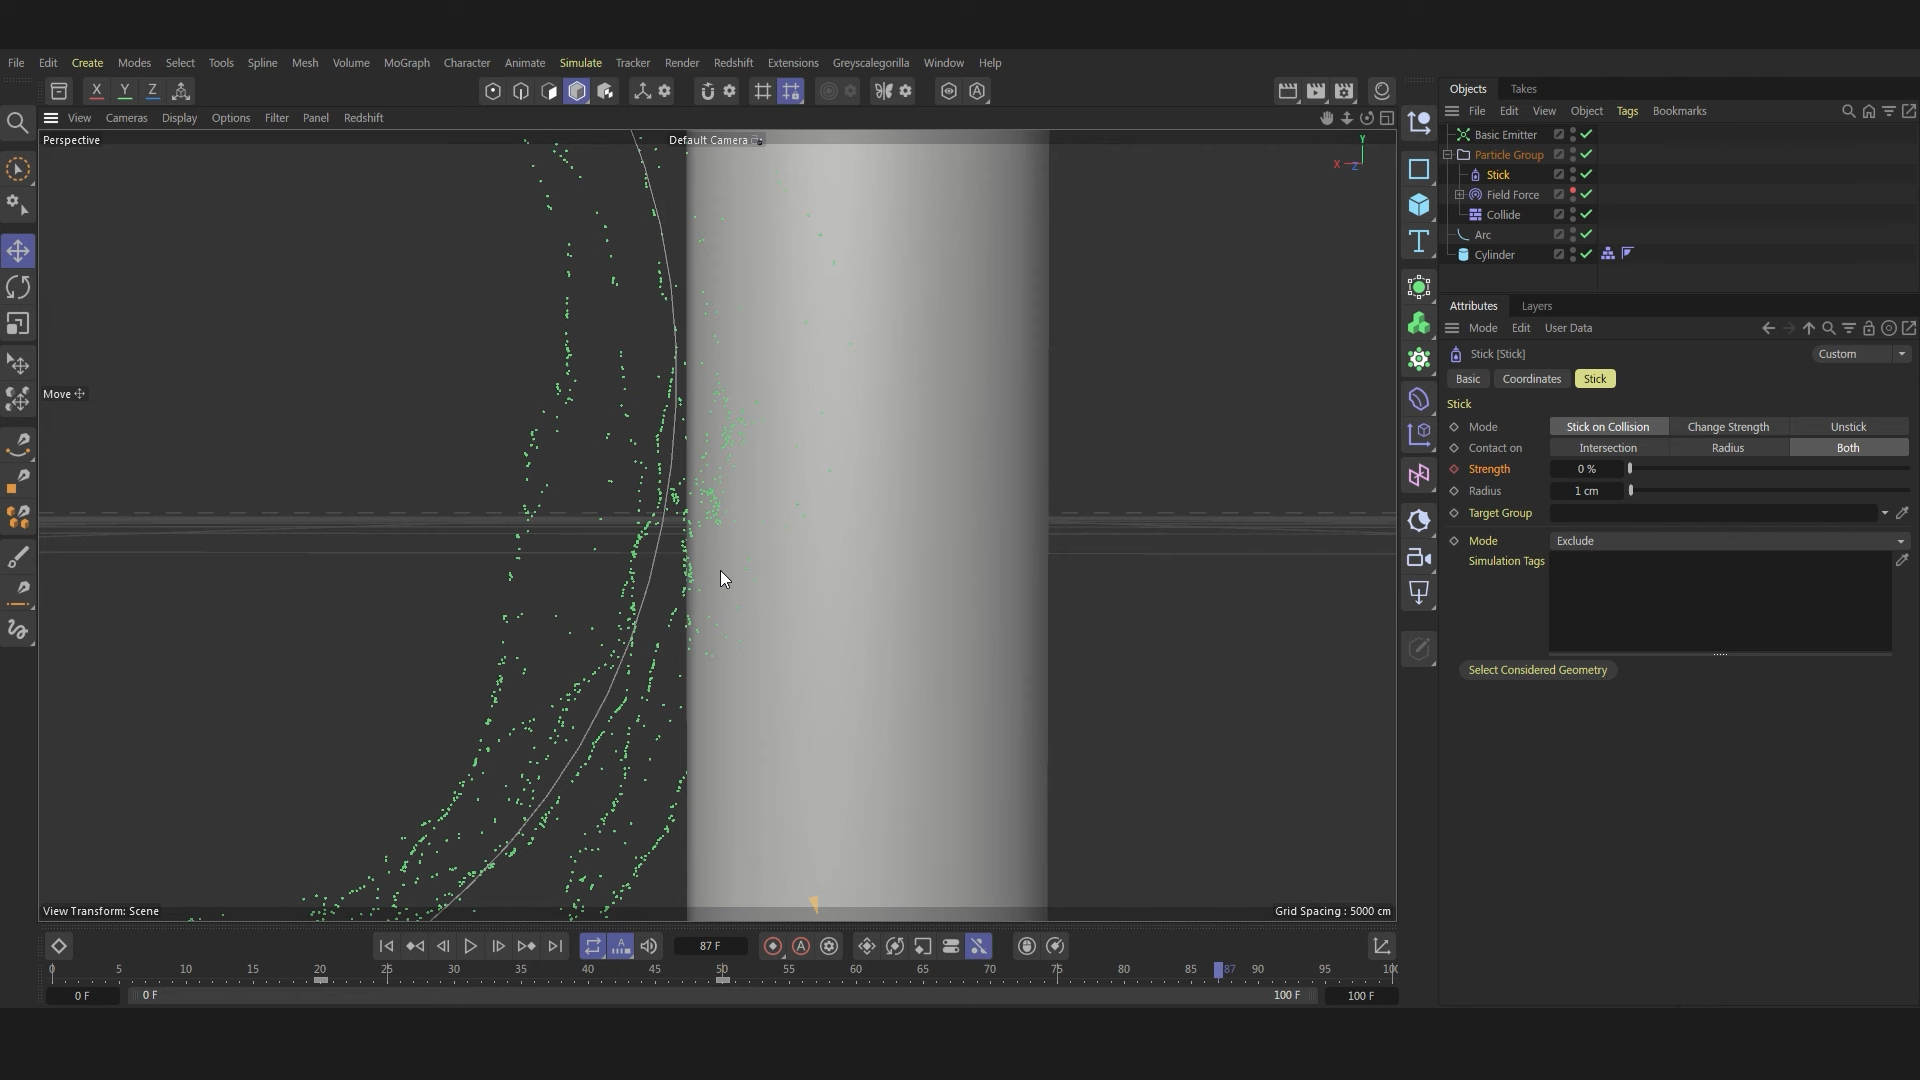 File Edit Create Modes Select Tools Spline Mesh Volume MoGraph Character Animate Simulate Tracker Render Redshift Extensions Greyscalegorilla Window Help
X Y Z
View Cameras Display Options Filter Panel Redshift
Perspective
Default Camera
Y
X Z
Move
View Transform: Scene
Grid Spacing : 5000 cm
87 F
0 5 10 15 20 25 30 35 40 45 50 55 60 65 70 75 80 85 87 90 95
0 F
0 F
100 F
100 F
Objects Takes
File Edit View Object Tags Bookmarks
Basic Emitter
Particle Group
Stick
Field Force
Collide
Arc
Cylinder
Attributes Layers
Mode Edit User Data
Stick [Stick]
Custom
Basic Coordinates Stick
Stick
Mode Stick on Collision Change Strength Unstick
Contact on Intersection Radius Both
Strength 0 %
Radius 1 cm
Target Group
Mode Exclude
Simulation Tags
Select Considered Geometry